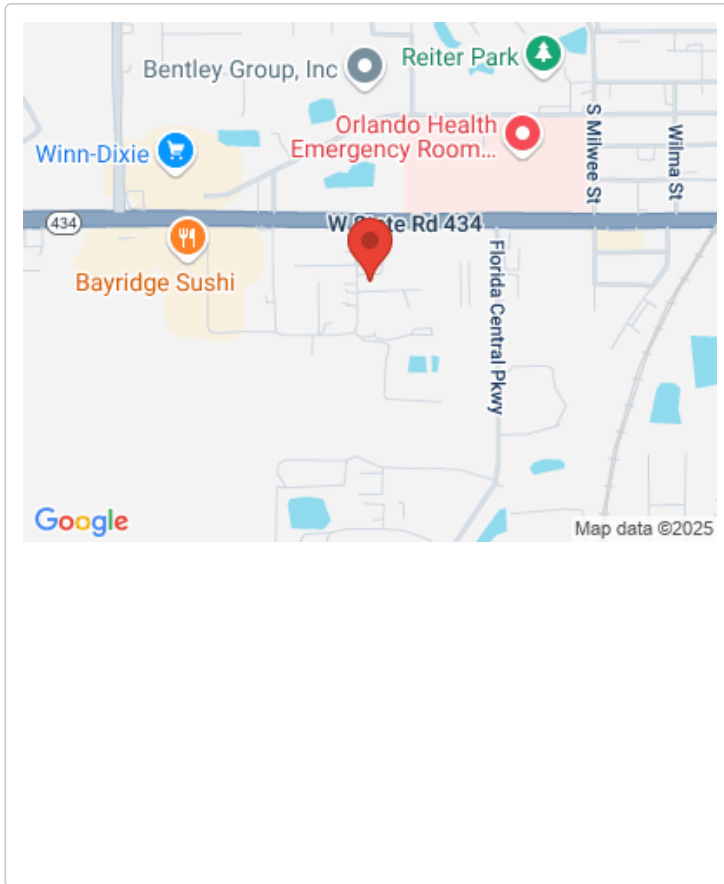 Bentley Group, Inc
Reiter Park
Orlando Health
Emergency Room...
Winn-Dixie
S Milwee St
Wilma St
434
W State Rd 434
Bayridge Sushi
Florida Central Pkwy
Google
Map data ©2025